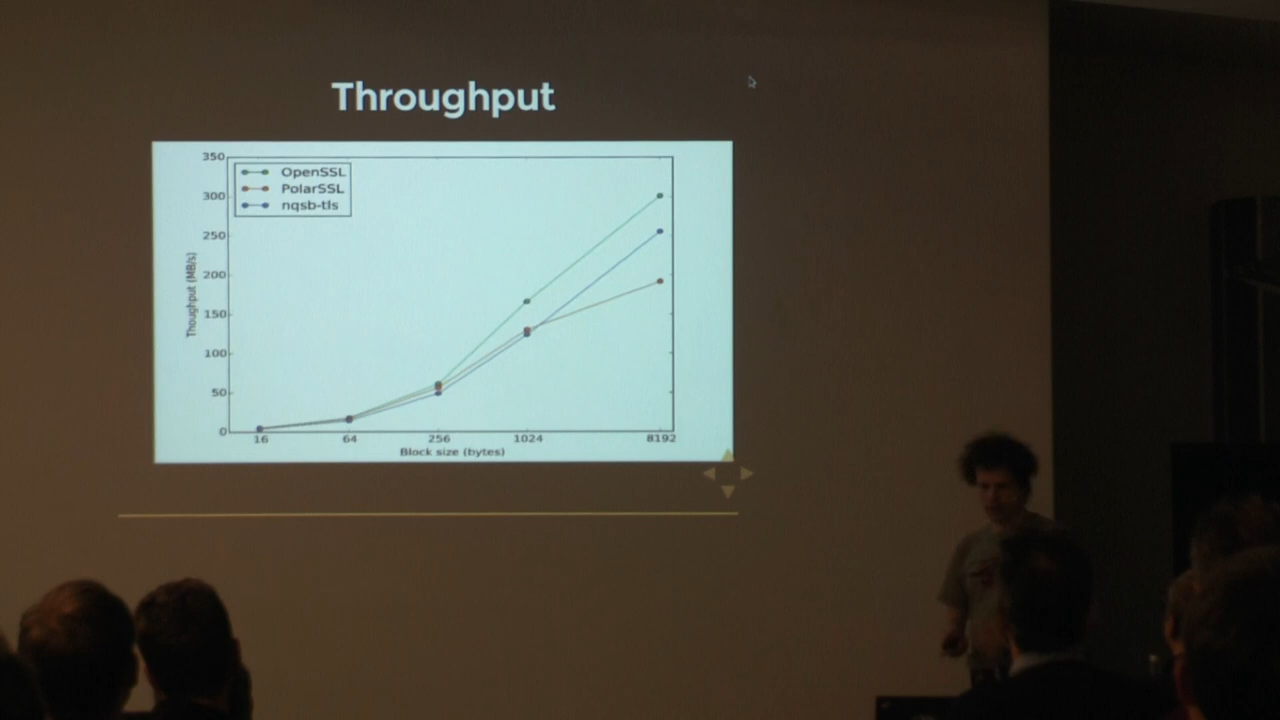 Throughput
350
300
250
200
150
100
50
0
OpenSSL
PolarSSL
nqsb-tls
Thoughput (MB/s)
16 64 256 1024 8192
Block size (bytes)